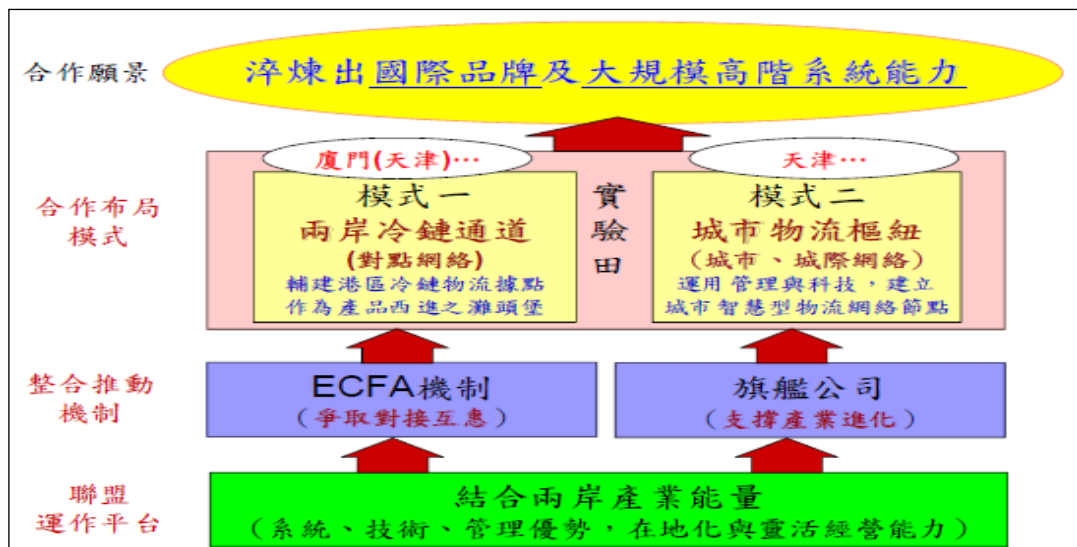 合作願景
淬煉出國際品牌及大規模高階系統能力
合作布局
模式
廈門(天津)…
模式一
兩岸冷鏈通道
(對點網絡)
輔建港區冷鏈物流據點
作為產品西進之灘頭堡
實
驗
田
天津…
模式二
城市物流樞紐
(城市、城際網絡)
運用管理與科技，建立
城市智慧型物流網絡節點
整合推動
機制
ECFA機制
(爭取對接互惠)
旗艦公司
(支撐產業進化)
聯盟
運作平台
結合兩岸產業能量
(系統、技術、管理優勢，在地化與靈活經營能力)